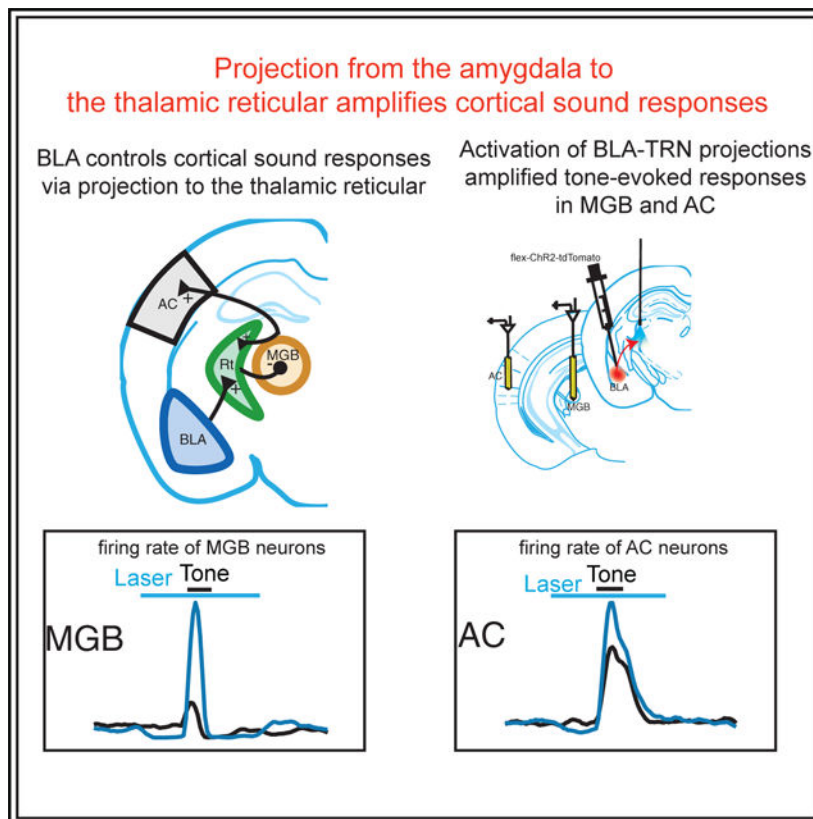 Projection from the amygdala to
the thalamic reticular amplifies cortical sound responses
BLA controls cortical sound responses
via projection to the thalamic reticular
AC
+
Rt
+
MGB
-
BLA
Activation of BLA-TRN projections
amplified tone-evoked responses
in MGB and AC
flex-ChR2-tdTomato
AC
MGB
BLA
firing rate of MGB neurons
Laser Tone
MGB
firing rate of AC neurons
Laser Tone
AC